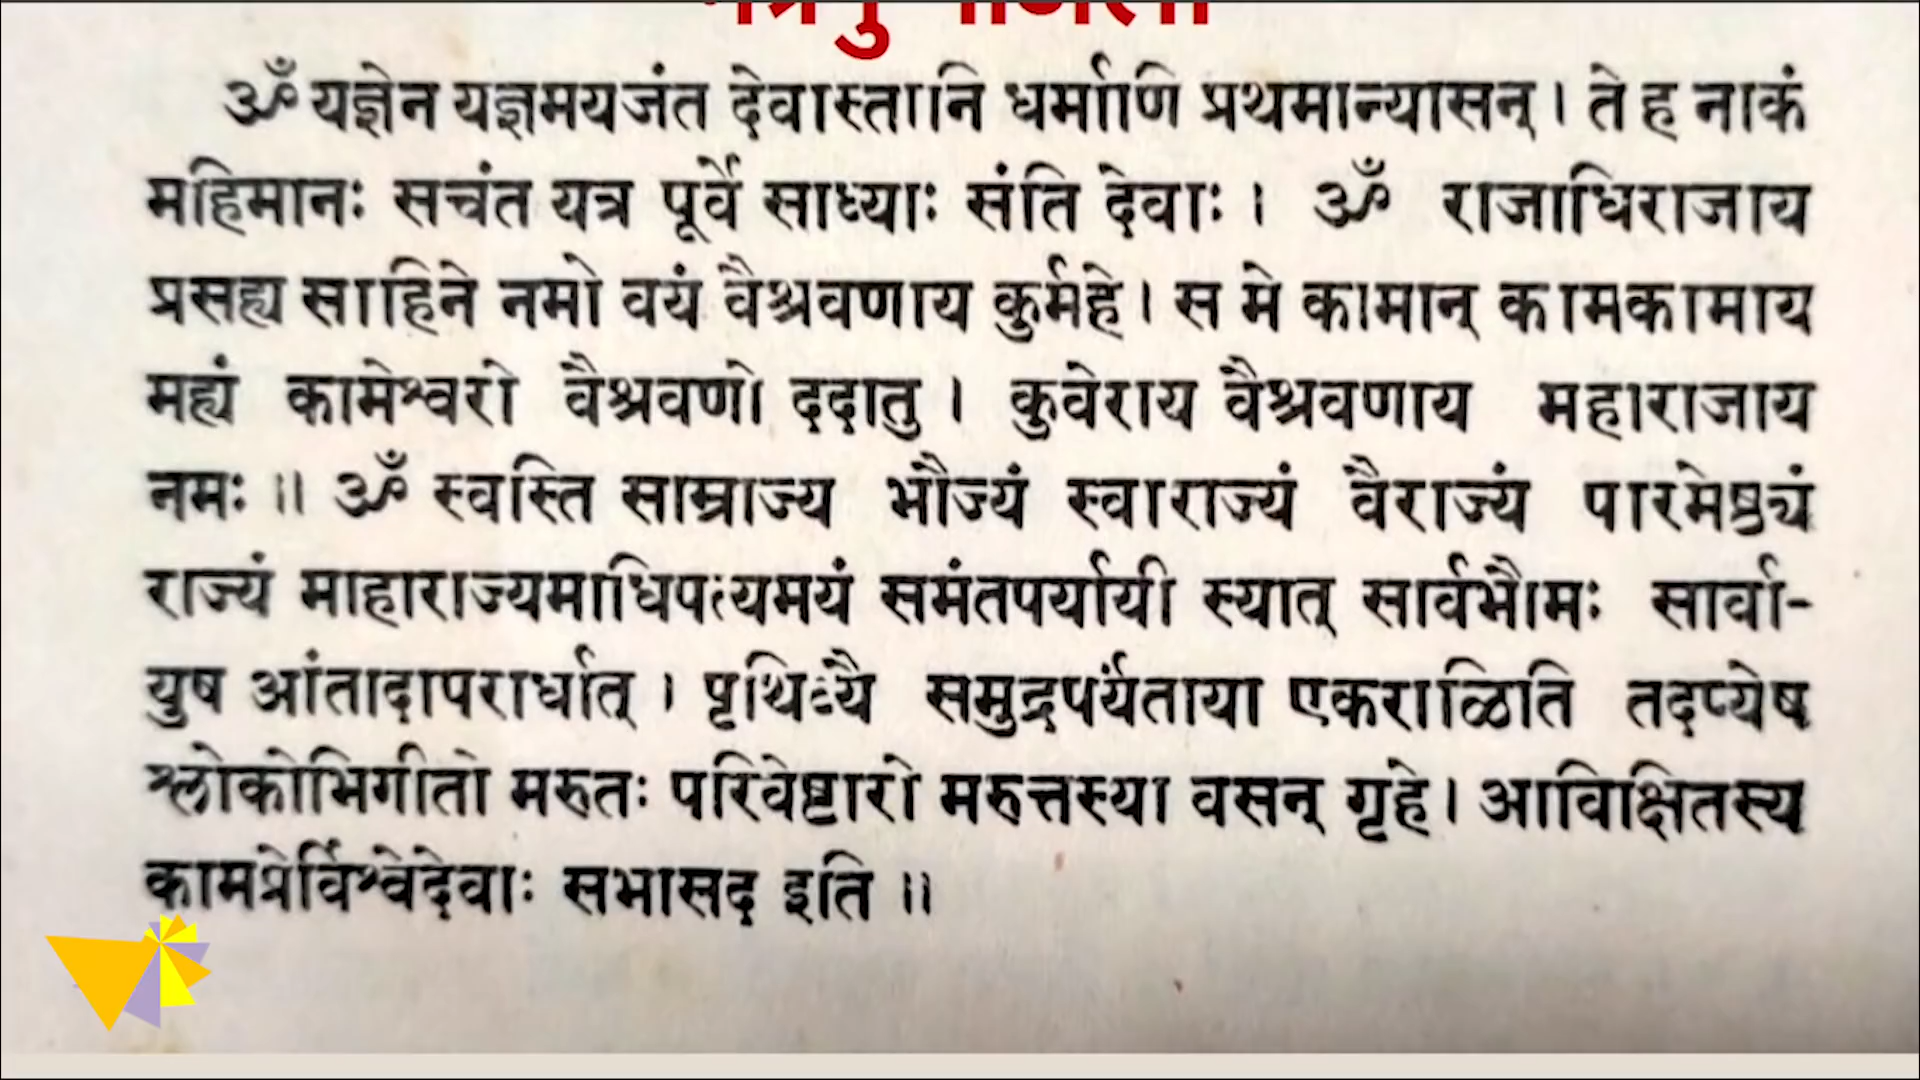 ॐ यज्ञेन यज्ञमयजंत देवास्तानि धर्माणि प्रथमान्यासन् । ते ह नाकं
महिमानः सचंत यत्र पूर्वे साध्याः संति देवाः । ॐ राजाधिराजाय
प्रसह्य साहिने नमो वयं वैश्रवणाय कुर्महे । स मे कामान् कामकामाय
मह्यं कामेश्वरो वैश्रवणो ददातु । कुवेराय वैश्रवणाय महाराजाय
नमः ॥ ॐ स्वस्ति साम्राज्य भौज्यं स्वाराज्यं वैराज्यं पारमेष्ठ्यं
राज्यं माहाराज्यमाधिपत्यमयं समंतपर्यायी स्यात् सार्वभौमः सार्वा-
युष आंतादापरार्धात् । पृथिव्यै समुद्रपर्यंताया एकराळिति तदप्येष
श्लोकोभिगीतो मरुतः परिवेष्टारो मरुत्तस्या वसन् गृहे । आविक्षितस्य
कामप्रेर्विश्वेदेवाः सभासद इति ॥